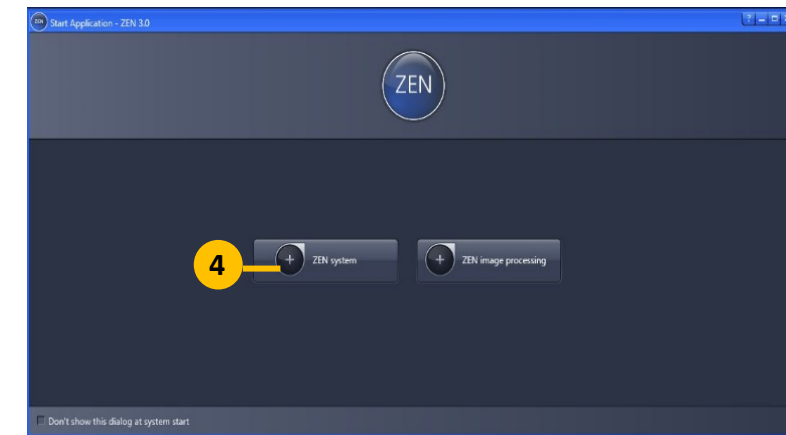 ZEN Start Application - ZEN 3.0
ZEN
4 ZEN system ZEN image processing
Don't show this dialog at system start